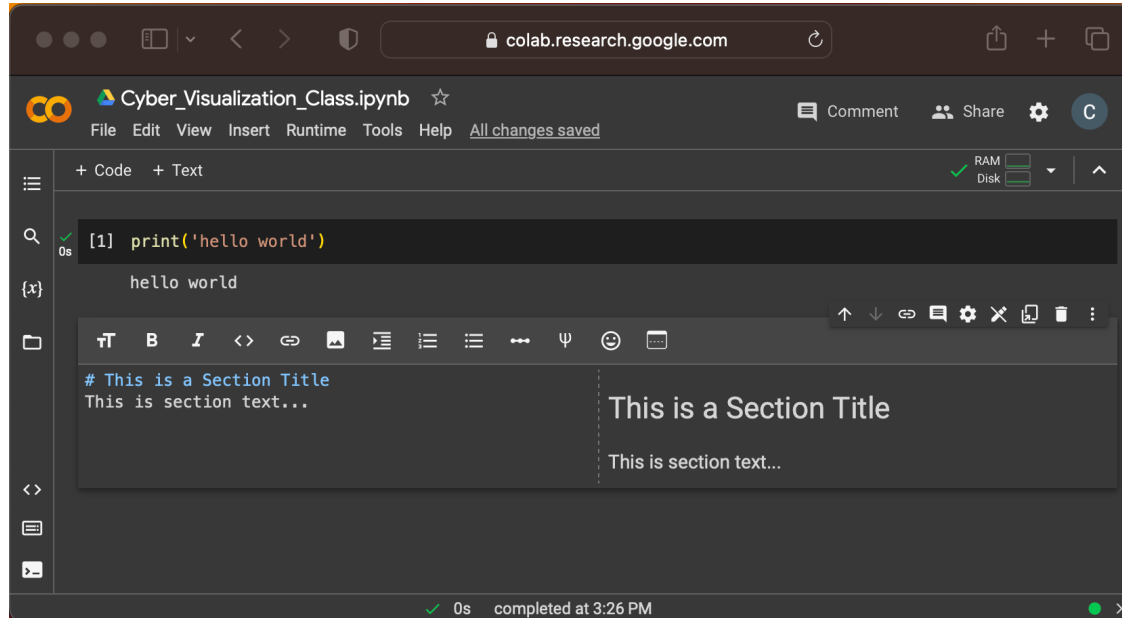 colab.research.google.com
Cyber_Visualization_Class.ipynb
Comment Share C
File Edit View Insert Runtime Tools Help All changes saved
+ Code + Text
RAM
Disk
[1] print('hello world')
0s
hello world
{x}
# This is a Section Title
This is section text...
This is a Section Title
This is section text...
0s completed at 3:26 PM